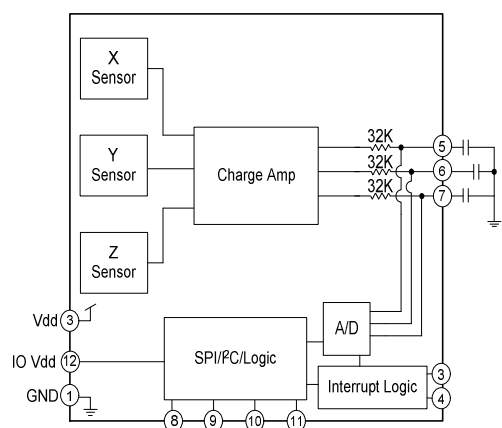 X
Sensor
Y
Sensor
Z
Sensor
Charge Amp
32K
5
32K
6
32K
7
Vdd
3
IO Vdd
12
GND
1
SPI/I²C/Logic
A/D
Interrupt Logic
3
4
8
9
10
11